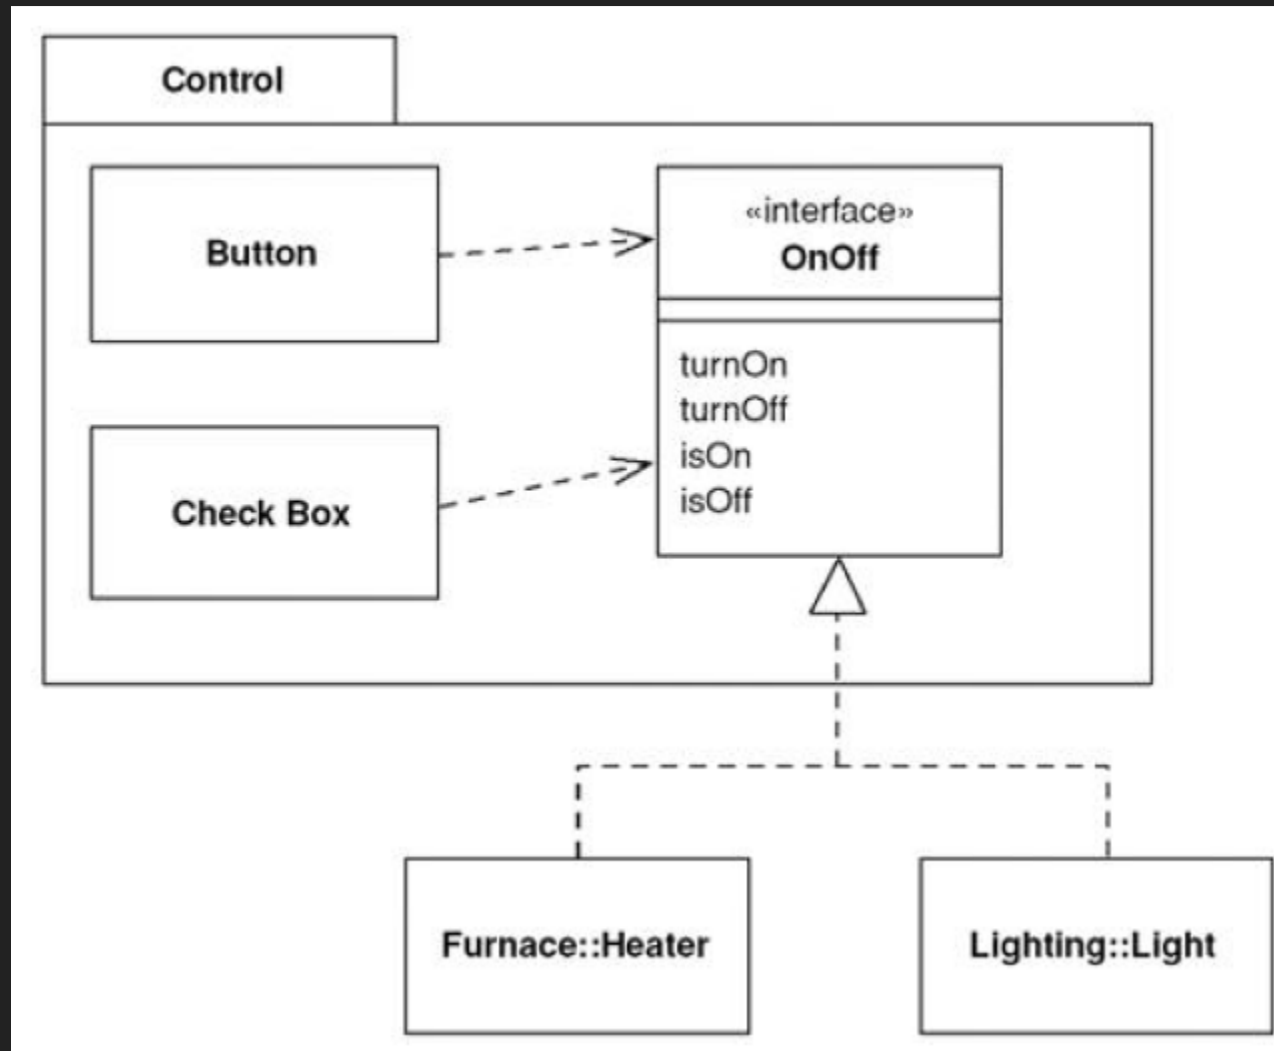 Control
Button
«interface»
OnOff
turnOn
turnOff
isOn
isOff
Check Box
Furnace::Heater
Lighting::Light